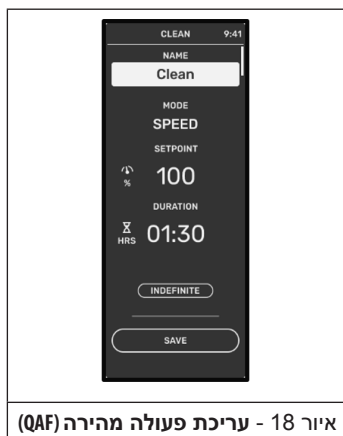 CLEAN 9:41
NAME
Clean
MODE
SPEED
SETPOINT
% 100
DURATION
HRS 01:30
INDEFINITE
SAVE
איור 18 - עריכת פעולה מהירה (QAF)